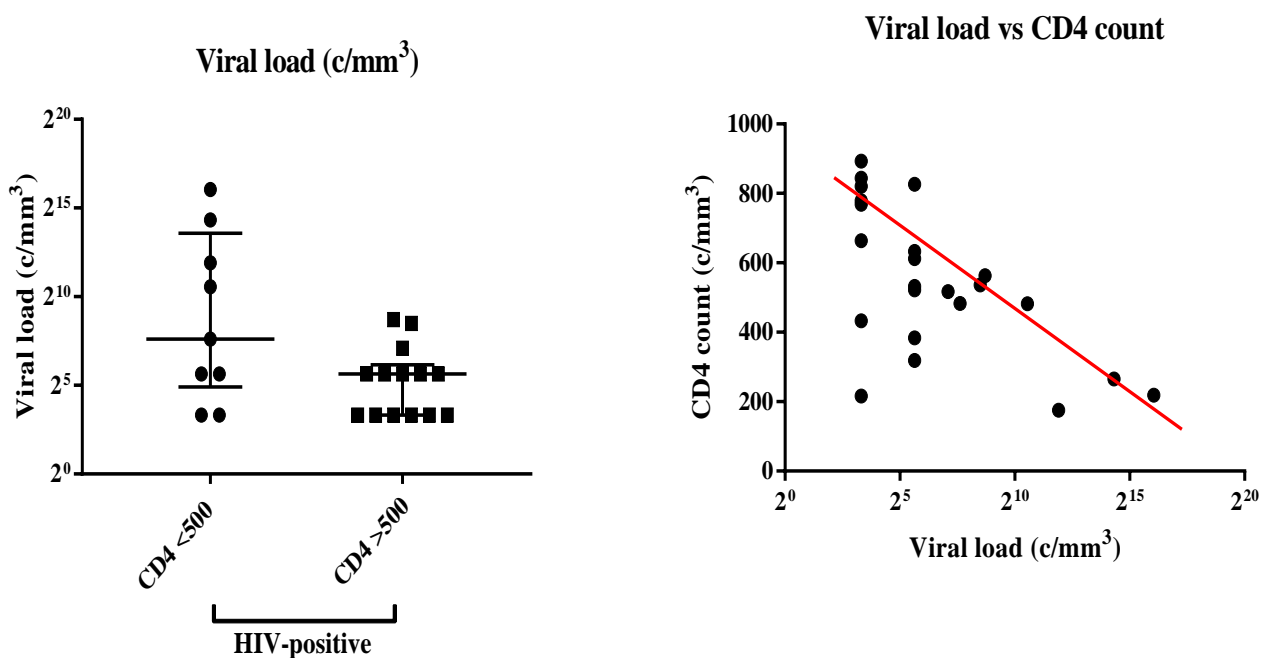 Viral load (c/mm³)
Viral load (c/mm³)
2²⁰
2¹⁵
2¹⁰
2⁵
2⁰
CD4 <500
CD4 >500
HIV-positive
Viral load vs CD4 count
CD4 count (c/mm³)
1000
800
600
400
200
0
2⁰ 2⁵ 2¹⁰ 2¹⁵ 2²⁰
Viral load (c/mm³)